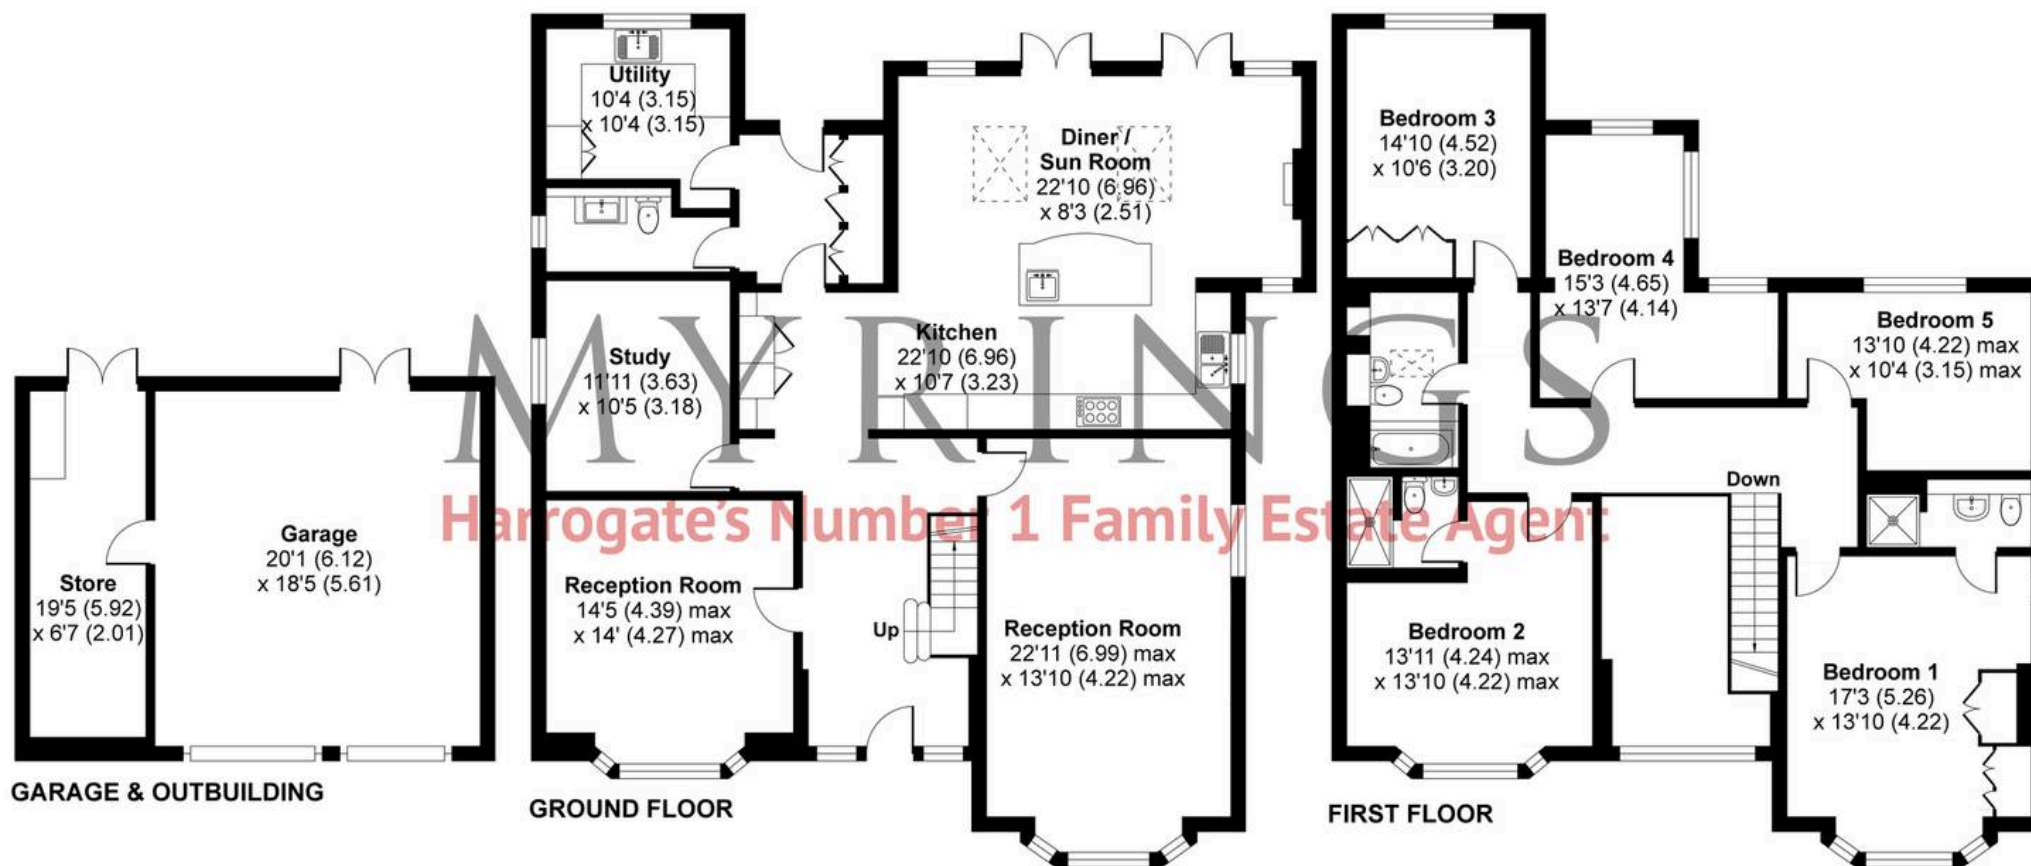 Utility
10'4 (3.15)
x 10'4 (3.15)
Diner /
Sun Room
22'10 (6.96)
x 8'3 (2.51)
Bedroom 3
14'10 (4.52)
x 10'6 (3.20)
Bedroom 4
15'3 (4.65)
x 13'7 (4.14)
Bedroom 5
13'10 (4.22) max
x 10'4 (3.15) max
Kitchen
22'10 (6.96)
x 10'7 (3.23)
Study
11'11 (3.63)
x 10'5 (3.18)
MYRINGS
Harrogate's Number 1 Family Estate Agent
Down
Garage
20'1 (6.12)
x 18'5 (5.61)
Store
19'5 (5.92)
x 6'7 (2.01)
Reception Room
14'5 (4.39) max
x 14' (4.27) max
Up
Reception Room
22'11 (6.99) max
x 13'10 (4.22) max
Bedroom 2
13'11 (4.24) max
x 13'10 (4.22) max
Bedroom 1
17'3 (5.26)
x 13'10 (4.22)
GARAGE & OUTBUILDING
GROUND FLOOR
FIRST FLOOR